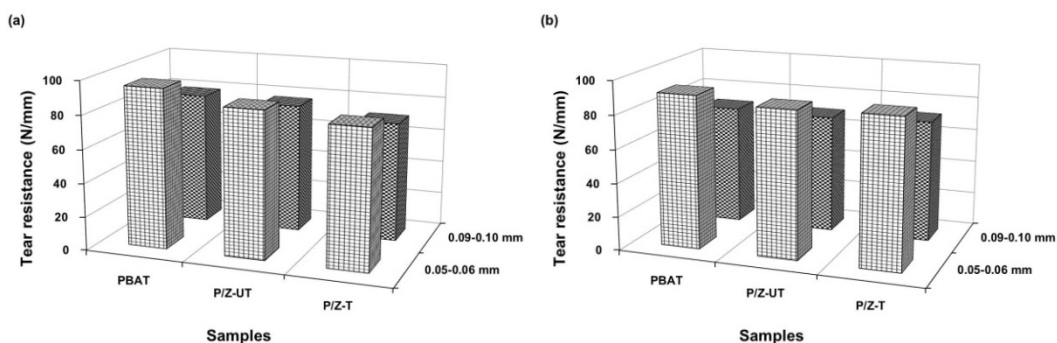 (a)
Tear resistance (N/mm)
100
80
60
40
20
0
PBAT
P/Z-UT
P/Z-T
0.09-0.10 mm
0.05-0.06 mm
Samples
(b)
Tear resistance (N/mm)
100
80
60
40
20
0
PBAT
P/Z-UT
P/Z-T
0.09-0.10 mm
0.05-0.06 mm
Samples